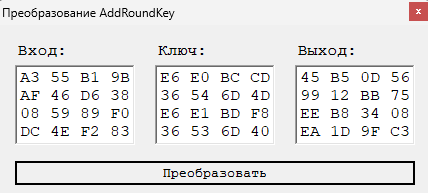 Преобразование AddRoundKey
x
Вход: Ключ: Выход:
A3 55 B1 9B E6 E0 BC CD 45 B5 0D 56
AF 46 D6 38 36 54 6D 4D 99 12 BB 75
08 59 89 F0 E6 E1 BD F8 EE B8 34 08
DC 4E F2 83 36 53 6D 40 EA 1D 9F C3
Преобразовать